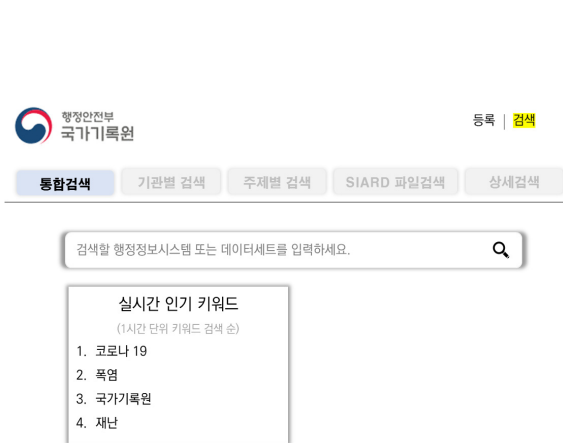 행정안전부
국가기록원
등록 | 검색
통합검색 기관별 검색 주제별 검색 SIARD 파일검색 상세검색
검색할 행정정보시스템 또는 데이터세트를 입력하세요.
실시간 인기 키워드
(1시간 단위 키워드 검색 순)
1. 코로나 19
2. 폭염
3. 국가기록원
4. 재난